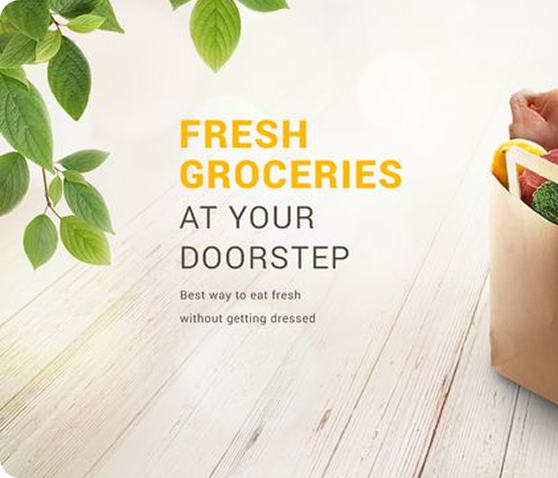 FRESH
GROCERIES
AT YOUR
DOORSTEP
Best way to eat fresh
without getting dressed